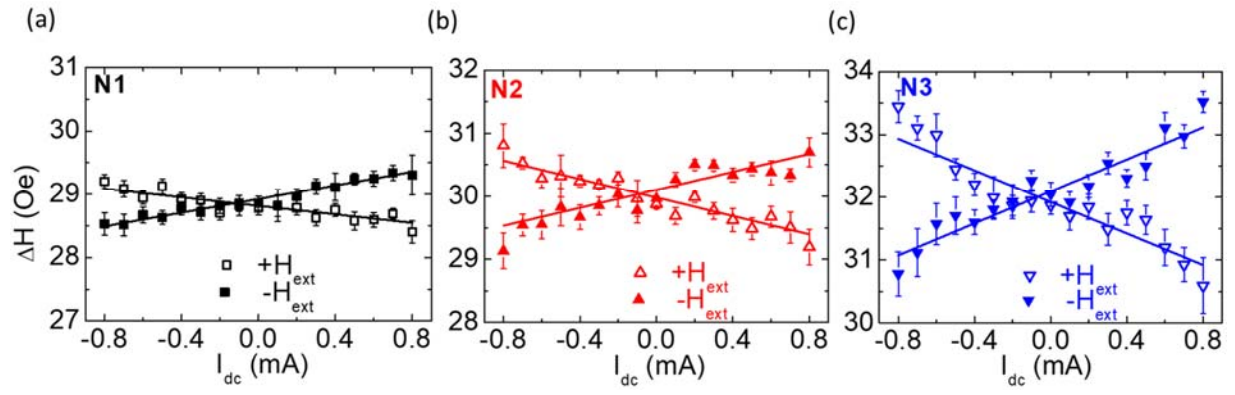 (a)
(b)
(c)
N1
N2
N3
ΔH (Oe)
31
30
29
28
27
32
31
30
29
28
34
33
32
31
30
+H_ext
-H_ext
+H_ext
-H_ext
+H_ext
-H_ext
-0.8 -0.4 0.0 0.4 0.8
-0.8 -0.4 0.0 0.4 0.8
-0.8 -0.4 0.0 0.4 0.8
I_dc (mA)
I_dc (mA)
I_dc (mA)